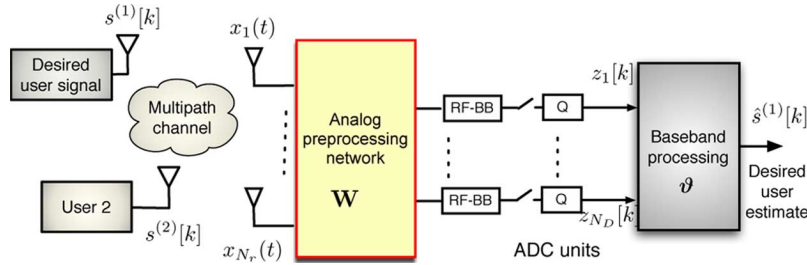 s^{(1)}[k]
Desired
user signal
Multipath
channel
User 2
s^{(2)}[k]
x_1(t)
x_{N_r}(t)
Analog
preprocessing
network
W
RF-BB
Q
z_1[k]
RF-BB
Q
z_{N_D}[k]
ADC units
Baseband
processing
ϑ
ŝ^{(1)}[k]
Desired
user
estimate